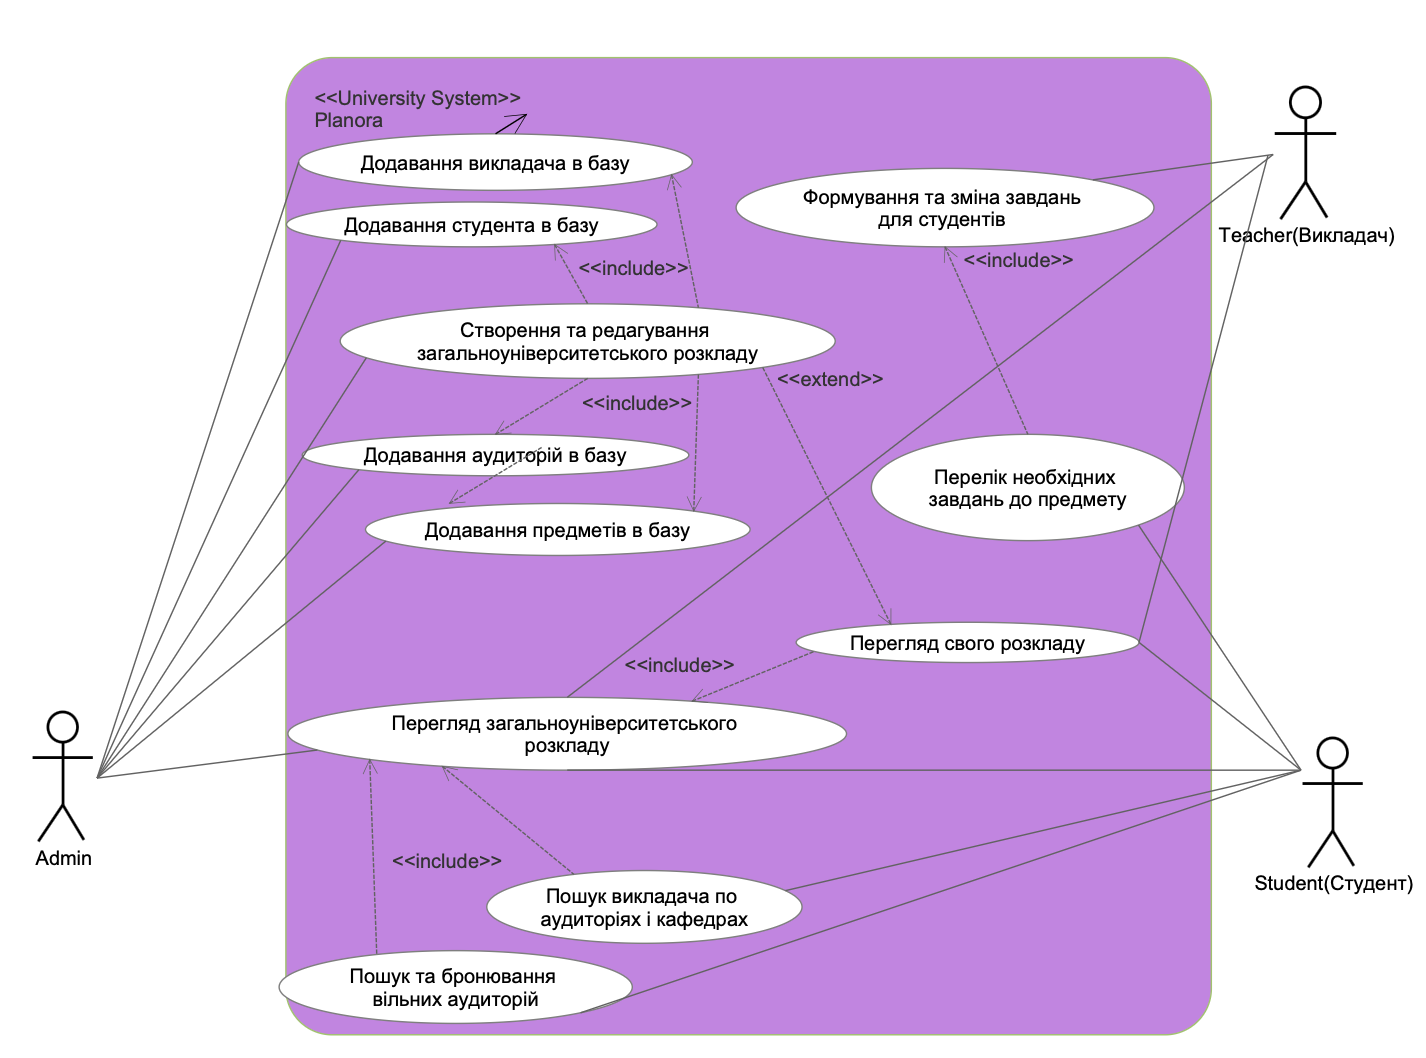 <<University System>>
Planora
Додавання викладача в базу
Формування та зміна завдань
для студентів
Teacher(Викладач)
Додавання студента в базу
<<include>>
<<include>>
Створення та редагування
загальноуніверситетського розкладу
<<extend>>
<<include>>
Додавання аудиторій в базу
Перелік необхідних
завдань до предмету
Додавання предметів в базу
Перегляд свого розкладу
<<include>>
Перегляд загальноуніверситетського
розкладу
Admin
<<include>>
Student(Студент)
Пошук викладача по
аудиторіях і кафедрах
Пошук та бронювання
вільних аудиторій